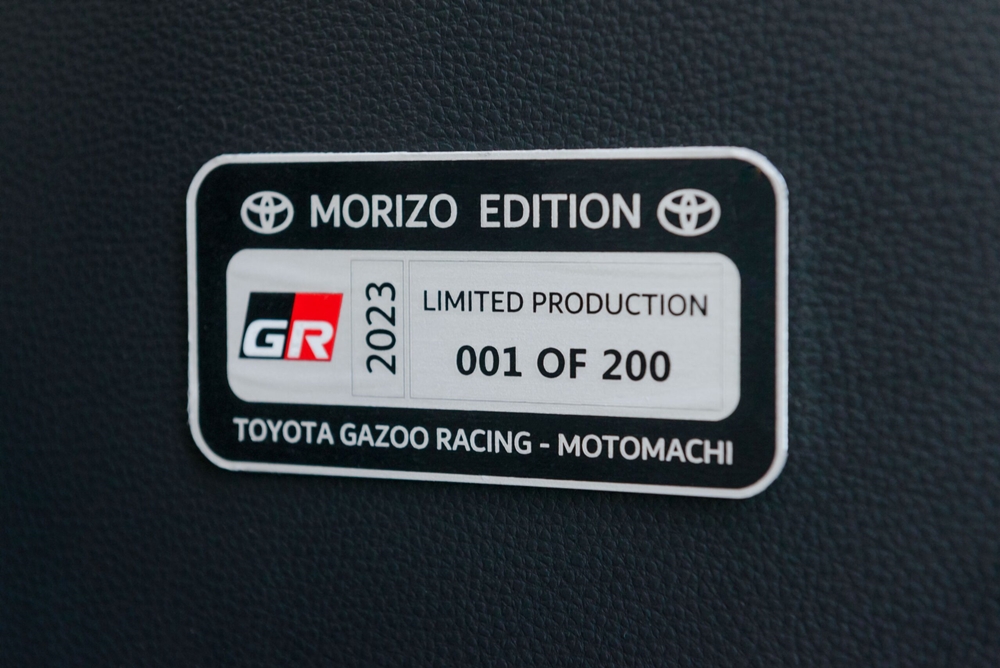 MORIZO EDITION
GR
2023
LIMITED PRODUCTION
001 OF 200
TOYOTA GAZOO RACING - MOTOMACHI